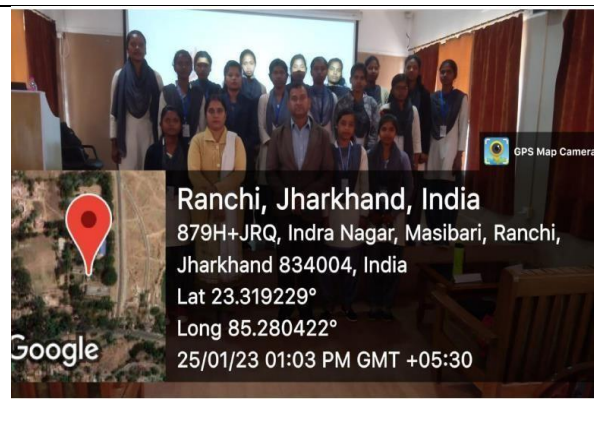 GPS Map Camera
Ranchi, Jharkhand, India
879H+JRQ, Indra Nagar, Masibari, Ranchi,
Jharkhand 834004, India
Lat 23.319229°
Long 85.280422°
25/01/23 01:03 PM GMT +05:30
Google